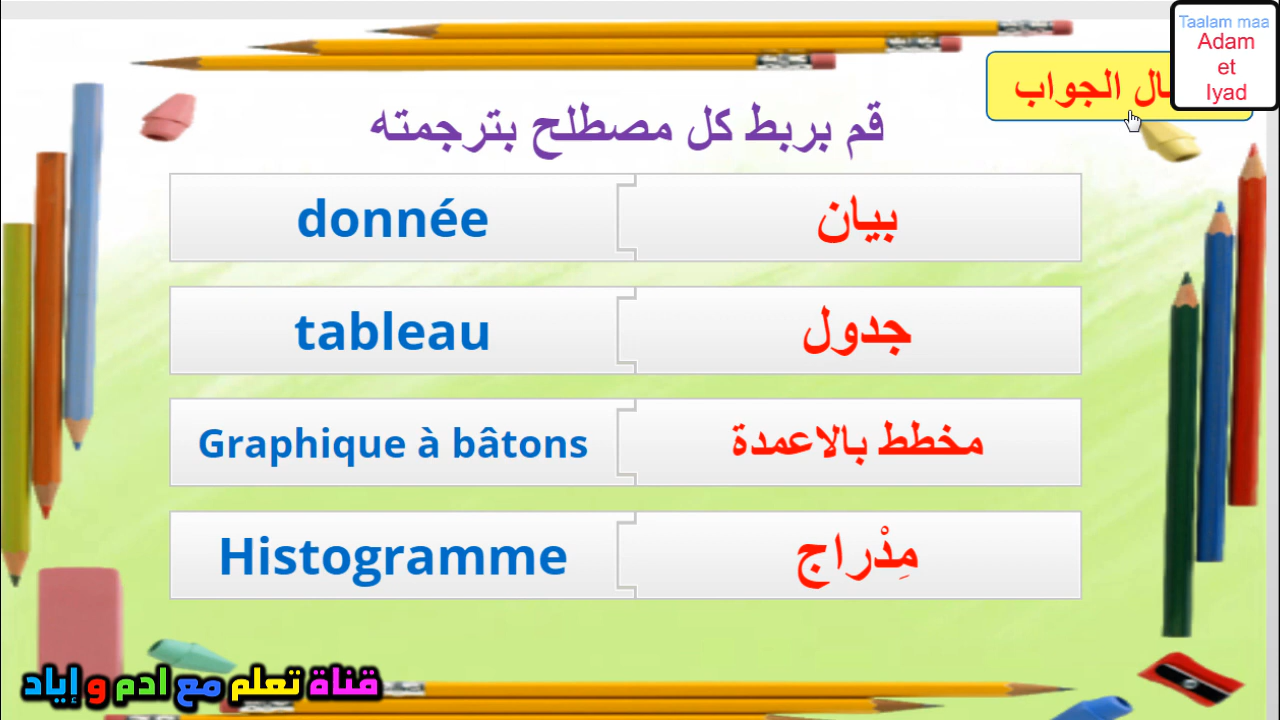 Taalam maa
Adam
et
Iyad
الجواب
قم بربط كل مصطلح بترجمته
donnée
بيان
tableau
جدول
Graphique à bâtons
مخطط بالاعمدة
Histogramme
مِدْراج
قناة تعلم مع ادم و إياد